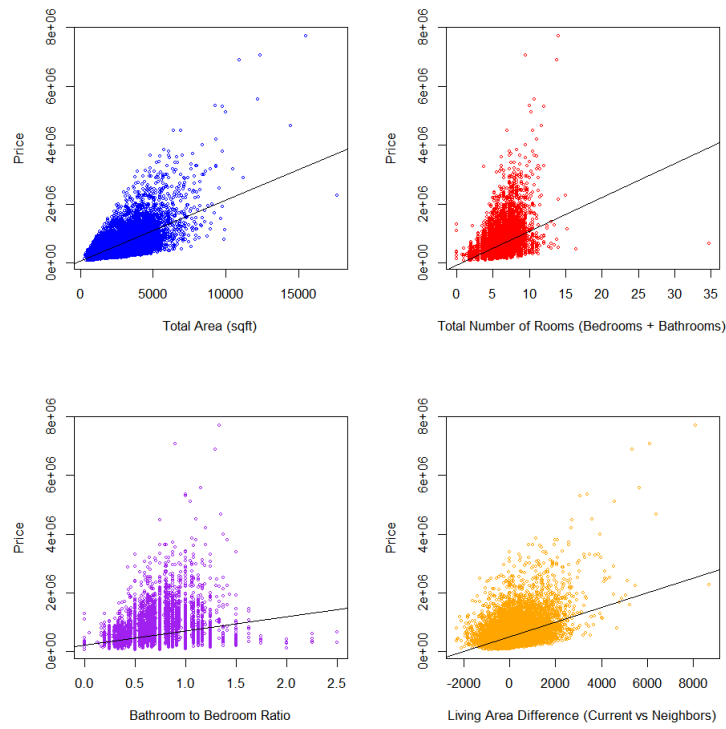 8e+06
6e+06
4e+06
2e+06
0e+00
Price
0 5000 10000 15000
Total Area (sqft)
8e+06
6e+06
4e+06
2e+06
0e+00
Price
0 5 10 15 20 25 30 35
Total Number of Rooms (Bedrooms + Bathrooms)
8e+06
6e+06
4e+06
2e+06
0e+00
Price
0.0 0.5 1.0 1.5 2.0 2.5
Bathroom to Bedroom Ratio
8e+06
6e+06
4e+06
2e+06
0e+00
Price
-2000 0 2000 4000 6000 8000
Living Area Difference (Current vs Neighbors)